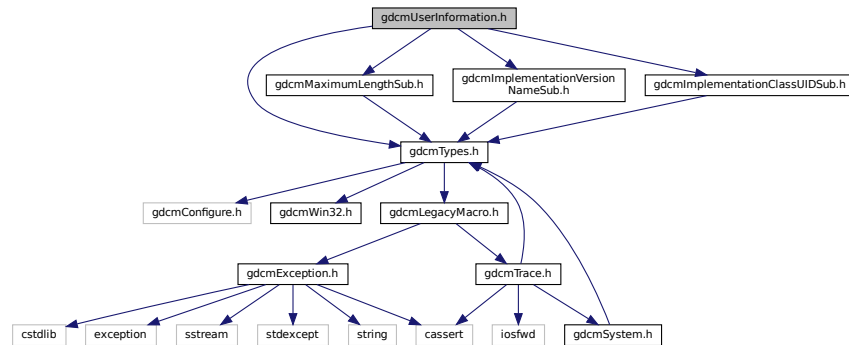 gdcmUserInformation.h
gdcmMaximumLengthSub.h
gdcmImplementationVersion
NameSub.h
gdcmImplementationClassUIDSub.h
gdcmTypes.h
gdcmConfigure.h
gdcmWin32.h
gdcmLegacyMacro.h
gdcmException.h
gdcmTrace.h
cstdlib
exception
sstream
stdexcept
string
cassert
iosfwd
gdcmSystem.h